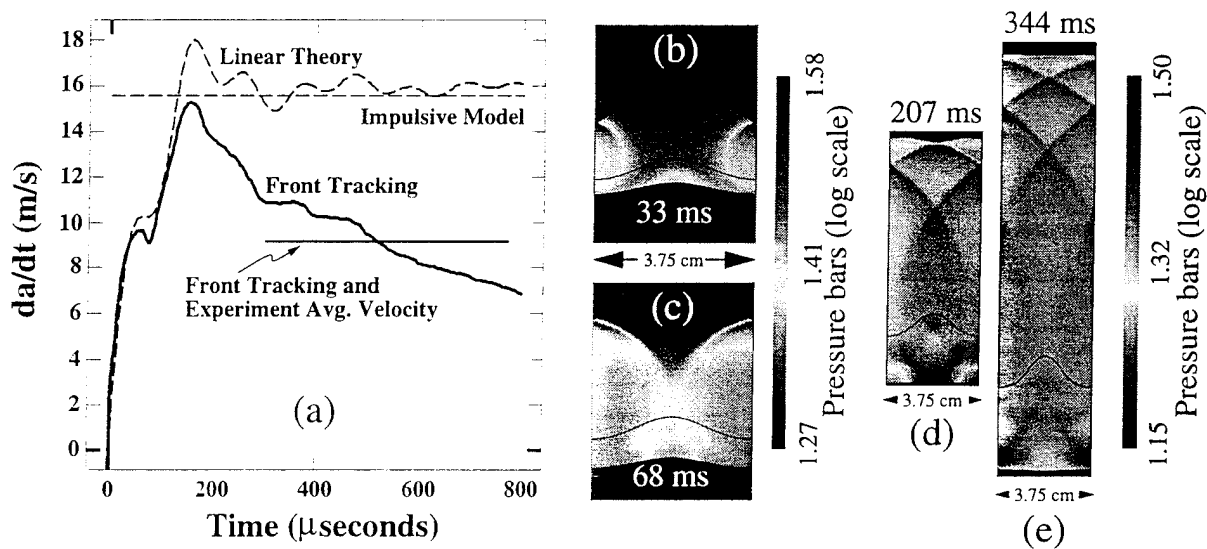 18
16
14
12
10
8
6
4
2
0
da/dt (m/s)
Linear Theory
Impulsive Model
Front Tracking
Front Tracking and
Experiment Avg. Velocity
(a)
0
200
400
600
800
Time (μseconds)
(b)
33 ms
3.75 cm
(c)
68 ms
1.58
1.41
1.27
Pressure bars (log scale)
207 ms
3.75 cm
(d)
344 ms
3.75 cm
(e)
1.50
1.32
1.15
Pressure bars (log scale)